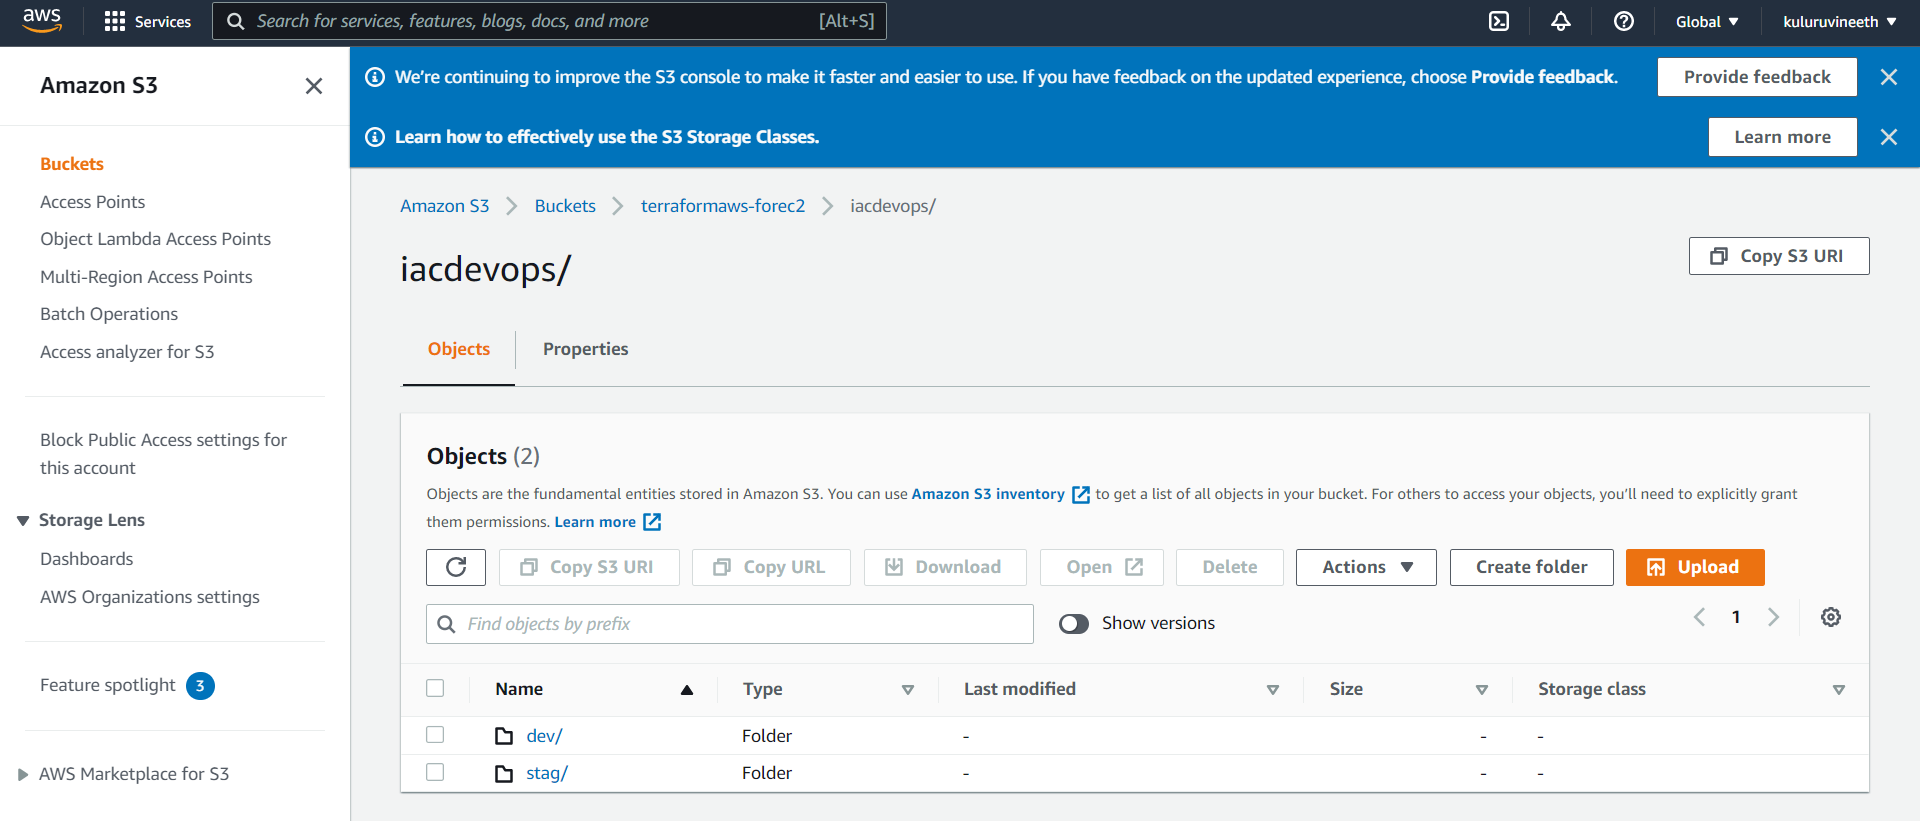 aws Services Search for services, features, blogs, docs, and more [Alt+S] Global kuluruvineeth
Amazon S3
Buckets
Access Points
Object Lambda Access Points
Multi-Region Access Points
Batch Operations
Access analyzer for S3
Block Public Access settings for
this account
Storage Lens
Dashboards
AWS Organizations settings
Feature spotlight 3
AWS Marketplace for S3
We're continuing to improve the S3 console to make it faster and easier to use. If you have feedback on the updated experience, choose Provide feedback. Provide feedback
Learn how to effectively use the S3 Storage Classes. Learn more
Amazon S3 Buckets terraformaws-forec2 iacdevops/
iacdevops/ Copy S3 URI
Objects Properties
Objects (2)
Objects are the fundamental entities stored in Amazon S3. You can use Amazon S3 inventory to get a list of all objects in your bucket. For others to access your objects, you'll need to explicitly grant
them permissions. Learn more
Copy S3 URI Copy URL Download Open Delete Actions Create folder Upload
Find objects by prefix Show versions 1
Name Type Last modified Size Storage class
dev/ Folder - - -
stag/ Folder - - -